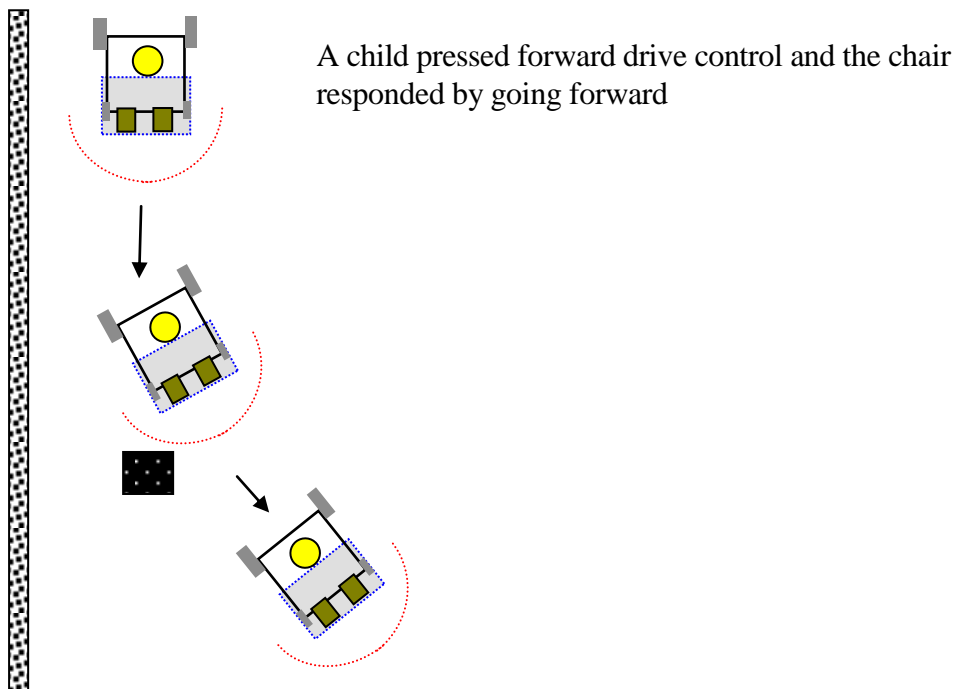 A child pressed forward drive control and the chair
responded by going forward